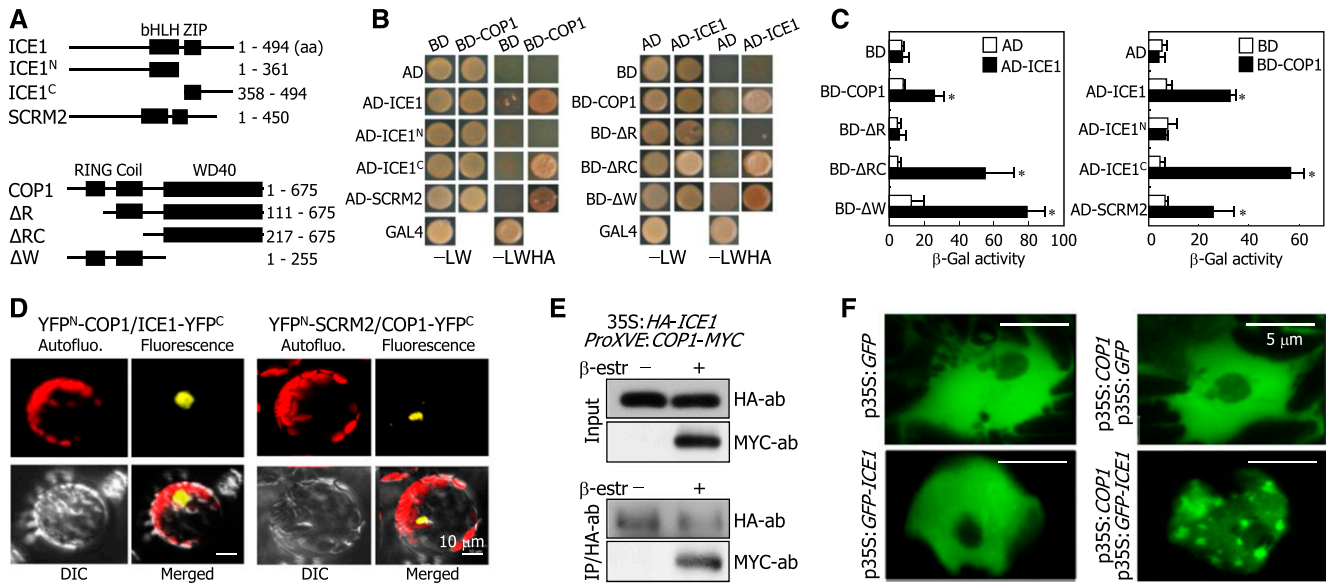 A
bHLH ZIP
ICE1 1 - 494 (aa)
ICE1ᴺ 1 - 361
ICE1ᶜ 358 - 494
SCRM2 1 - 450
RING Coil WD40
COP1 1 - 675
ΔR 111 - 675
ΔRC 217 - 675
ΔW 1 - 255
B
BD BD-COP1 BD BD-COP1
AD
AD-ICE1
AD-ICE1ᴺ
AD-ICE1ᶜ
AD-SCRM2
GAL4
–LW –LWHA
AD AD-ICE1 AD AD-ICE1
BD
BD-COP1
BD-ΔR
BD-ΔRC
BD-ΔW
GAL4
–LW –LWHA
C
AD
AD-ICE1
BD
BD-COP1 *
BD-ΔR
BD-ΔRC *
BD-ΔW *
0 20 40 60 80 100
β-Gal activity
BD
BD-COP1
AD
AD-ICE1 *
AD-ICE1ᴺ
AD-ICE1ᶜ *
AD-SCRM2 *
0 20 40 60
β-Gal activity
D
YFPᴺ-COP1/ICE1-YFPᶜ
Autofluo. Fluorescence
DIC Merged
YFPᴺ-SCRM2/COP1-YFPᶜ
Autofluo. Fluorescence
10 µm
DIC Merged
E
35S:HA-ICE1
ProXVE:COP1-MYC
β-estr – +
Input
HA-ab
MYC-ab
β-estr – +
IP/HA-ab
HA-ab
MYC-ab
F
p35S:GFP
p35S:COP1
p35S:GFP
5 µm
p35S:GFP-ICE1
p35S:COP1
p35S:GFP-ICE1